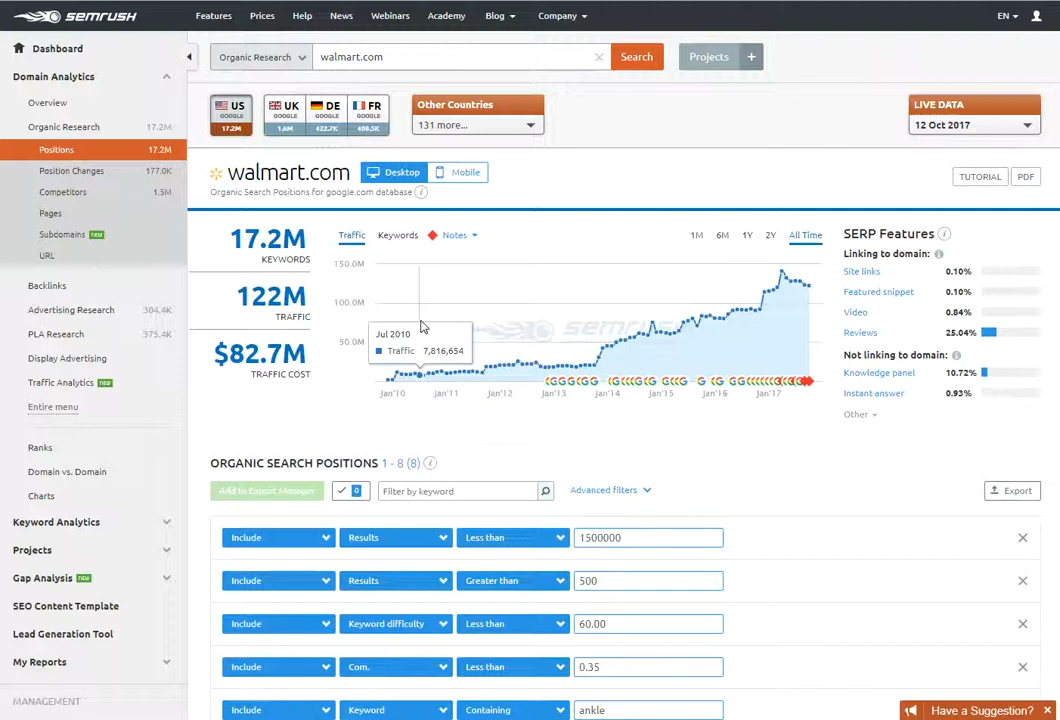 SEMRUSH Features Prices Help News Webinars Academy Blog Company EN
Dashboard
Domain Analytics
Overview
Organic Research 17.2M
Positions 17.2M
Position Changes 177.0K
Competitors 1.5M
Pages
Subdomains new
URL
Backlinks
Advertising Research 304.4K
PLA Research 375.4K
Display Advertising
Traffic Analytics new
Entire menu
Ranks
Domain vs. Domain
Charts
Keyword Analytics
Projects
Gap Analysis new
SEO Content Template
Lead Generation Tool
My Reports
MANAGEMENT
Organic Research walmart.com × Search Projects +
US UK DE FR
GOOGLE GOOGLE GOOGLE GOOGLE
17.2M 1.6M 422.7K 408.5K
Other Countries
131 more...
LIVE DATA
12 Oct 2017
walmart.com Desktop Mobile
Organic Search Positions for google.com database i
TUTORIAL PDF
17.2M
KEYWORDS
122M
TRAFFIC
$82.7M
TRAFFIC COST
Traffic Keywords Notes 1M 6M 1Y 2Y All Time
150.0M
100.0M
50.0M
SEMRUSH
Jul 2010
Traffic 7,816,654
Jan'10 Jan'11 Jan'12 Jan'13 Jan'14 Jan'15 Jan'16 Jan'17
SERP Features i
Linking to domain: i
Site links 0.10%
Featured snippet 0.10%
Video 0.84%
Reviews 25.04%
Not linking to domain: i
Knowledge panel 10.72%
Instant answer 0.93%
Other
ORGANIC SEARCH POSITIONS 1 - 8 (8) i
Add to Export Manager 0 Filter by keyword Advanced filters Export
Include Results Less than 1500000
Include Results Greater than 500
Include Keyword difficulty Less than 60.00
Include Com. Less than 0.35
Include Keyword Containing ankle
Have a Suggestion? ×